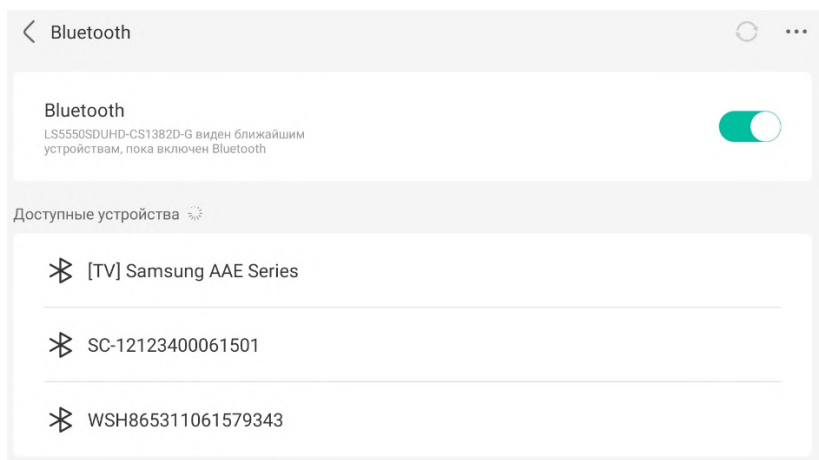 Bluetooth
Bluetooth
LS5550SDUHD-CS1382D-G виден ближайшим
устройствам, пока включен Bluetooth
Доступные устройства
[TV] Samsung AAE Series
SC-12123400061501
WSH865311061579343